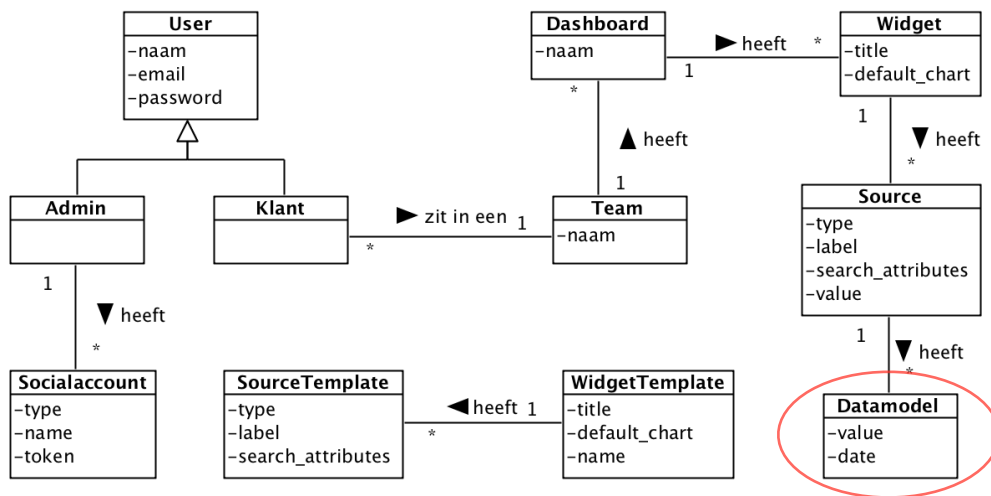 User
-naam
-email
-password
Dashboard
-naam
1
heeft
*
Widget
-title
-default_chart
*
heeft
1
1
heeft
*
Admin
Klant
*
zit in een
1
Team
-naam
Source
-type
-label
-search_attributes
-value
1
heeft
*
1
heeft
*
Socialaccount
-type
-name
-token
SourceTemplate
-type
-label
-search_attributes
*
heeft
1
WidgetTemplate
-title
-default_chart
-name
Datamodel
-value
-date